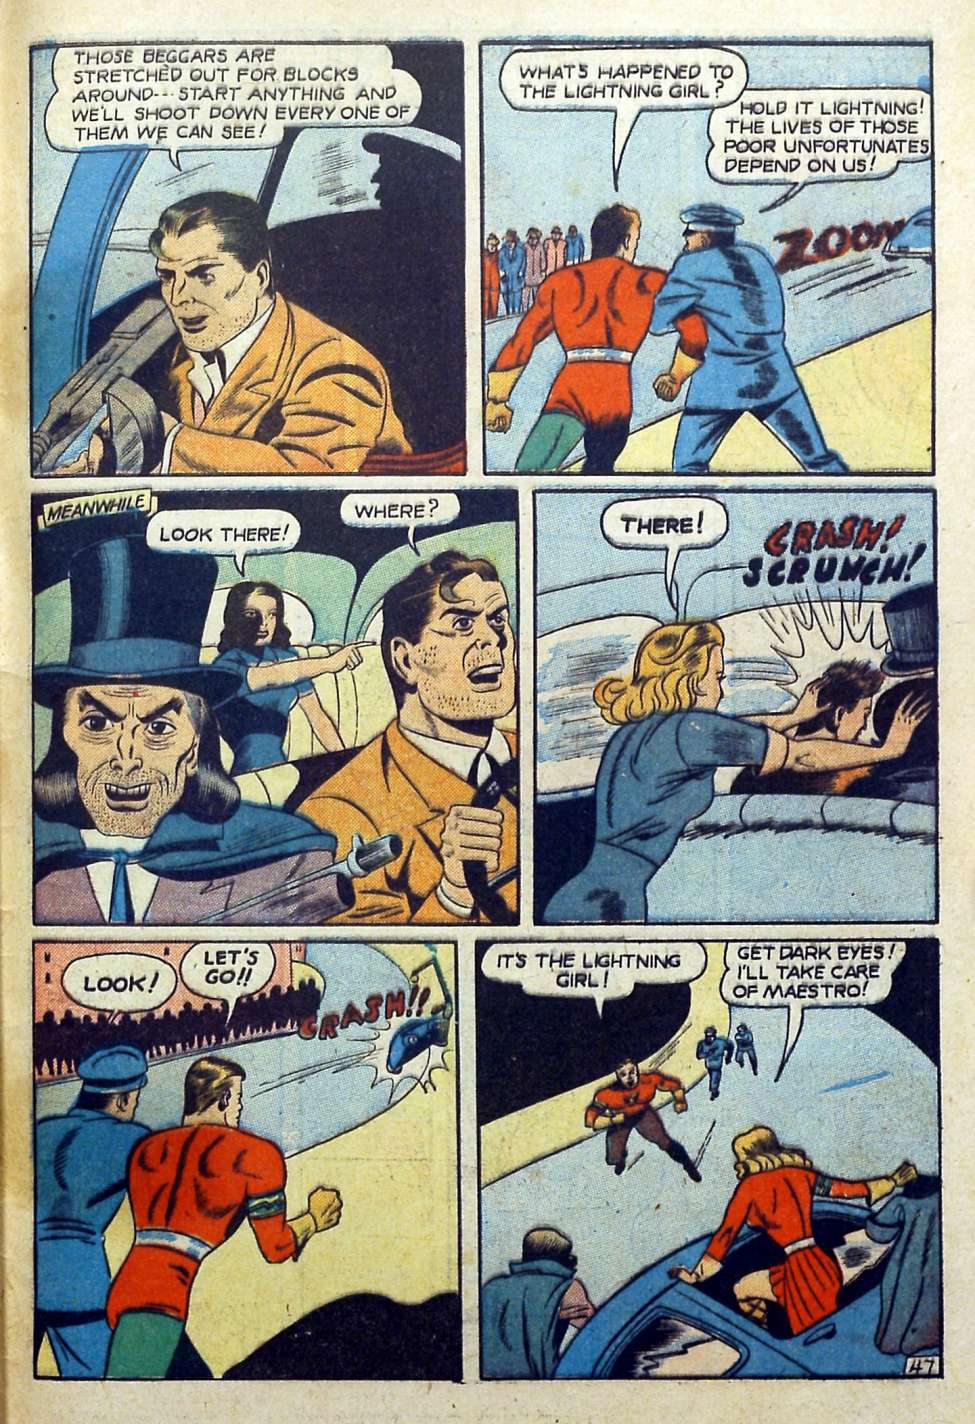 THOSE BEGGARS ARE
STRETCHED OUT FOR BLOCKS
AROUND---START ANYTHING AND
WE'LL SHOOT DOWN EVERY ONE OF
THEM WE CAN SEE!
WHAT'S HAPPENED TO
THE LIGHTNING GIRL?
HOLD IT LIGHTNING!
THE LIVES OF THOSE
POOR UNFORTUNATES
DEPEND ON US!
ZOOM
MEANWHILE
LOOK THERE!
WHERE?
THERE!
CRASH!
SCRUNCH!
LOOK!
LET'S
GO!!
CRASH!!
IT'S THE LIGHTNING
GIRL!
GET DARK EYES!
I'LL TAKE CARE
OF MAESTRO!
47